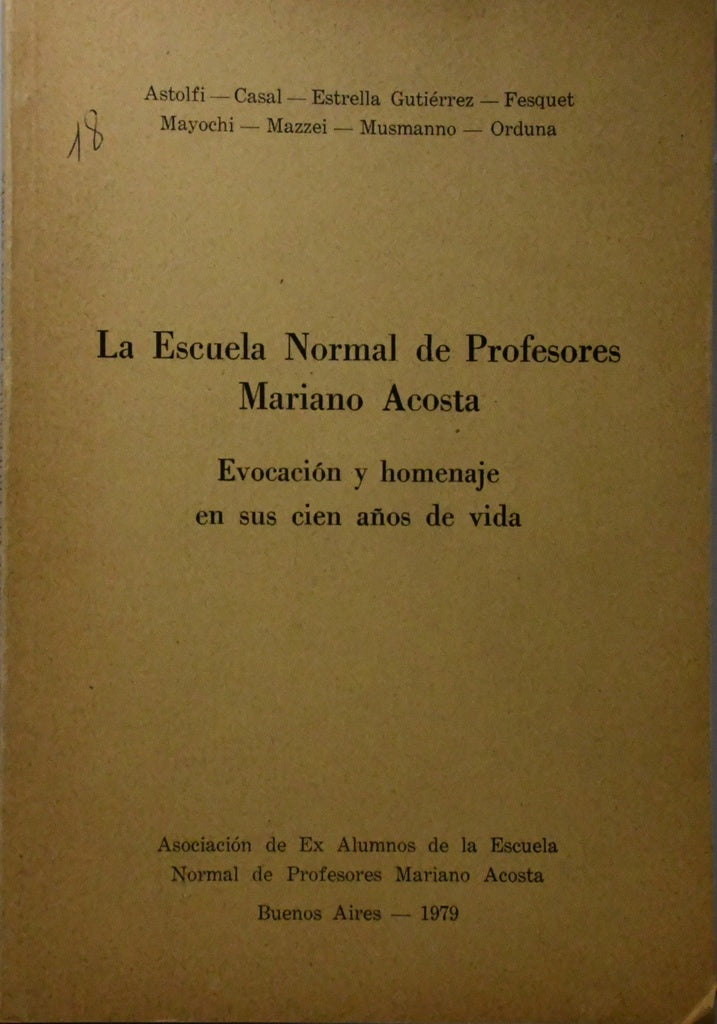 Astolfi — Casal — Estrella Gutiérrez — Fesquet
Mayochi — Mazzei — Musmanno — Orduna
18
La Escuela Normal de Profesores
Mariano Acosta
Evocación y homenaje
en sus cien años de vida
Asociación de Ex Alumnos de la Escuela
Normal de Profesores Mariano Acosta
Buenos Aires — 1979